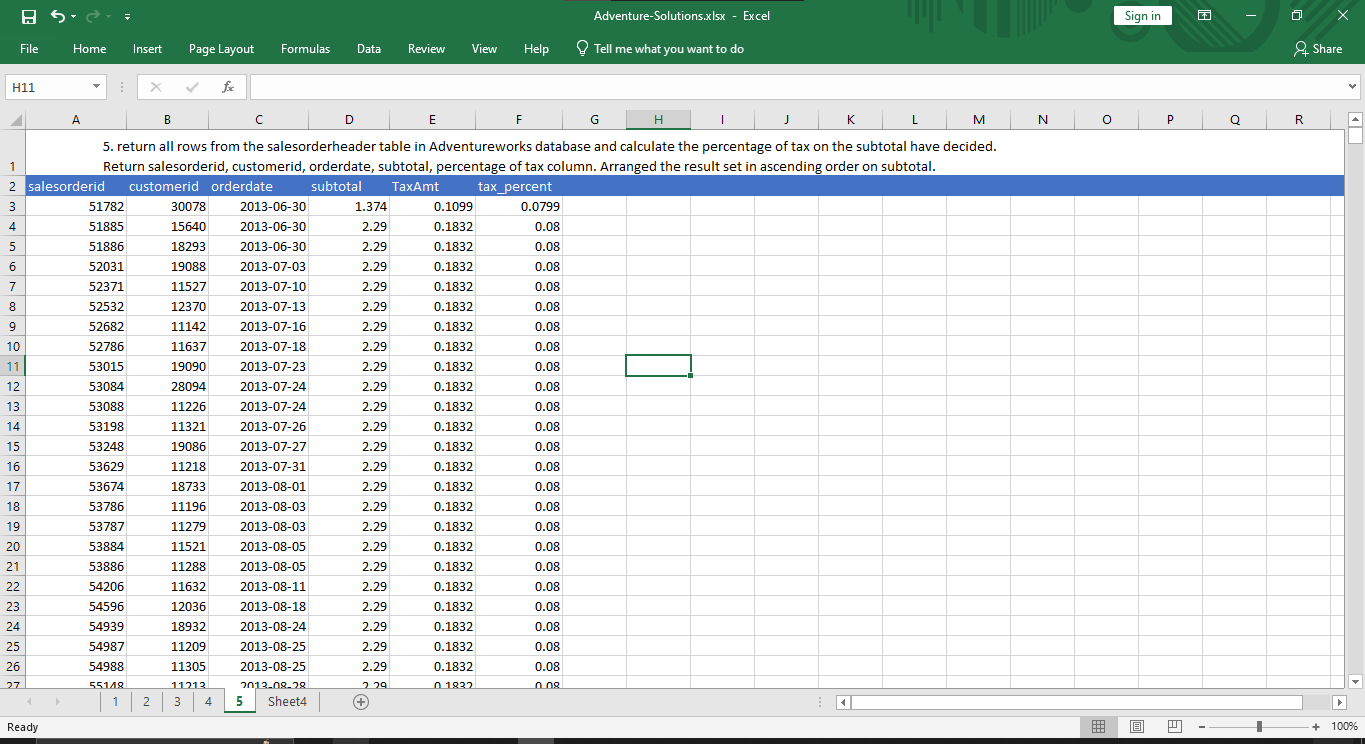 Adventure-Solutions.xlsx - Excel
Sign in
File Home Insert Page Layout Formulas Data Review View Help Tell me what you want to do Share
H11 fx
A B C D E F G H I J K L M N O P Q R
5. return all rows from the salesorderheader table in Adventureworks database and calculate the percentage of tax on the subtotal have decided.
1 Return salesorderid, customerid, orderdate, subtotal, percentage of tax column. Arranged the result set in ascending order on subtotal.
2 salesorderid customerid orderdate subtotal TaxAmt tax_percent
3 51782 30078 2013-06-30 1.374 0.1099 0.0799
4 51885 15640 2013-06-30 2.29 0.1832 0.08
5 51886 18293 2013-06-30 2.29 0.1832 0.08
6 52031 19088 2013-07-03 2.29 0.1832 0.08
7 52371 11527 2013-07-10 2.29 0.1832 0.08
8 52532 12370 2013-07-13 2.29 0.1832 0.08
9 52682 11142 2013-07-16 2.29 0.1832 0.08
10 52786 11637 2013-07-18 2.29 0.1832 0.08
11 53015 19090 2013-07-23 2.29 0.1832 0.08
12 53084 28094 2013-07-24 2.29 0.1832 0.08
13 53088 11226 2013-07-24 2.29 0.1832 0.08
14 53198 11321 2013-07-26 2.29 0.1832 0.08
15 53248 19086 2013-07-27 2.29 0.1832 0.08
16 53629 11218 2013-07-31 2.29 0.1832 0.08
17 53674 18733 2013-08-01 2.29 0.1832 0.08
18 53786 11196 2013-08-03 2.29 0.1832 0.08
19 53787 11279 2013-08-03 2.29 0.1832 0.08
20 53884 11521 2013-08-05 2.29 0.1832 0.08
21 53886 11288 2013-08-05 2.29 0.1832 0.08
22 54206 11632 2013-08-11 2.29 0.1832 0.08
23 54596 12036 2013-08-18 2.29 0.1832 0.08
24 54939 18932 2013-08-24 2.29 0.1832 0.08
25 54987 11209 2013-08-25 2.29 0.1832 0.08
26 54988 11305 2013-08-25 2.29 0.1832 0.08
27 55148 11213 2013-08-28 2.29 0.1832 0.08
1 2 3 4 5 Sheet4
Ready 100%